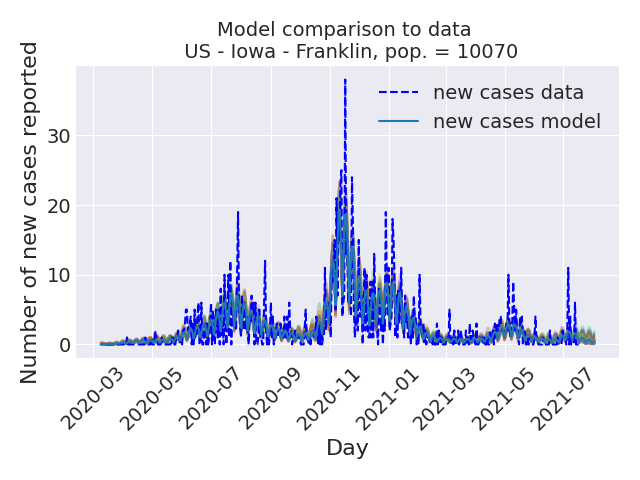 Model comparison to data
US - Iowa - Franklin, pop. = 10070
Number of new cases reported
30
20
10
0
new cases data
new cases model
2020-03
2020-05
2020-07
2020-09
2020-11
2021-01
2021-03
2021-05
2021-07
Day